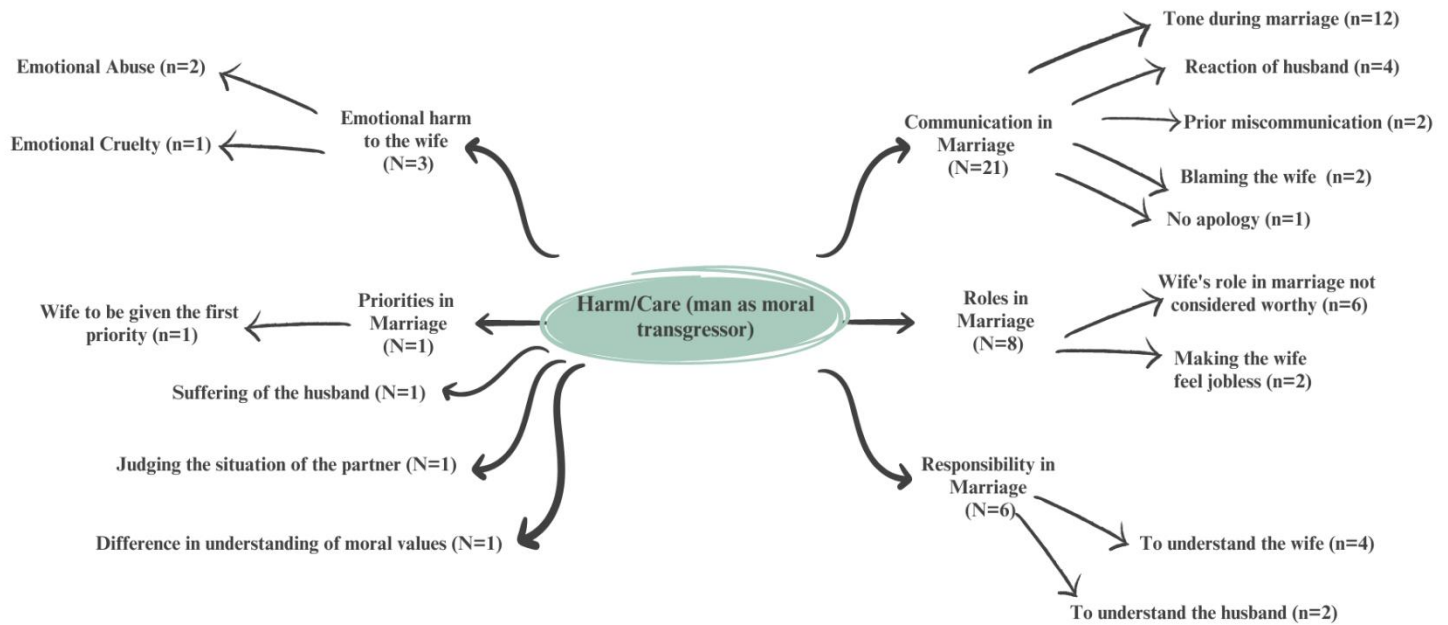 Harm/Care (man as moral
transgressor)
Emotional harm
to the wife
(N=3)
Emotional Abuse (n=2)
Emotional Cruelty (n=1)
Priorities in
Marriage
(N=1)
Wife to be given the first
priority (n=1)
Suffering of the husband (N=1)
Judging the situation of the partner (N=1)
Difference in understanding of moral values (N=1)
Communication in
Marriage
(N=21)
Tone during marriage (n=12)
Reaction of husband (n=4)
Prior miscommunication (n=2)
Blaming the wife (n=2)
No apology (n=1)
Roles in
Marriage
(N=8)
Wife's role in marriage not
considered worthy (n=6)
Making the wife
feel jobless (n=2)
Responsibility in
Marriage
(N=6)
To understand the wife (n=4)
To understand the husband (n=2)